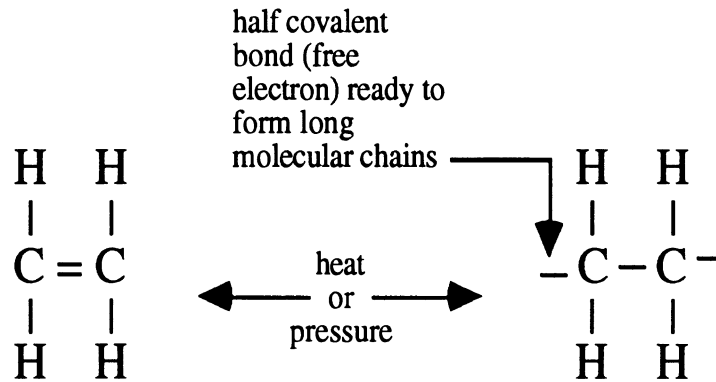 half covalent
bond (free
electron) ready to
form long
molecular chains
H H
C = C
H H
heat
or
pressure
H H
– C – C –
H H